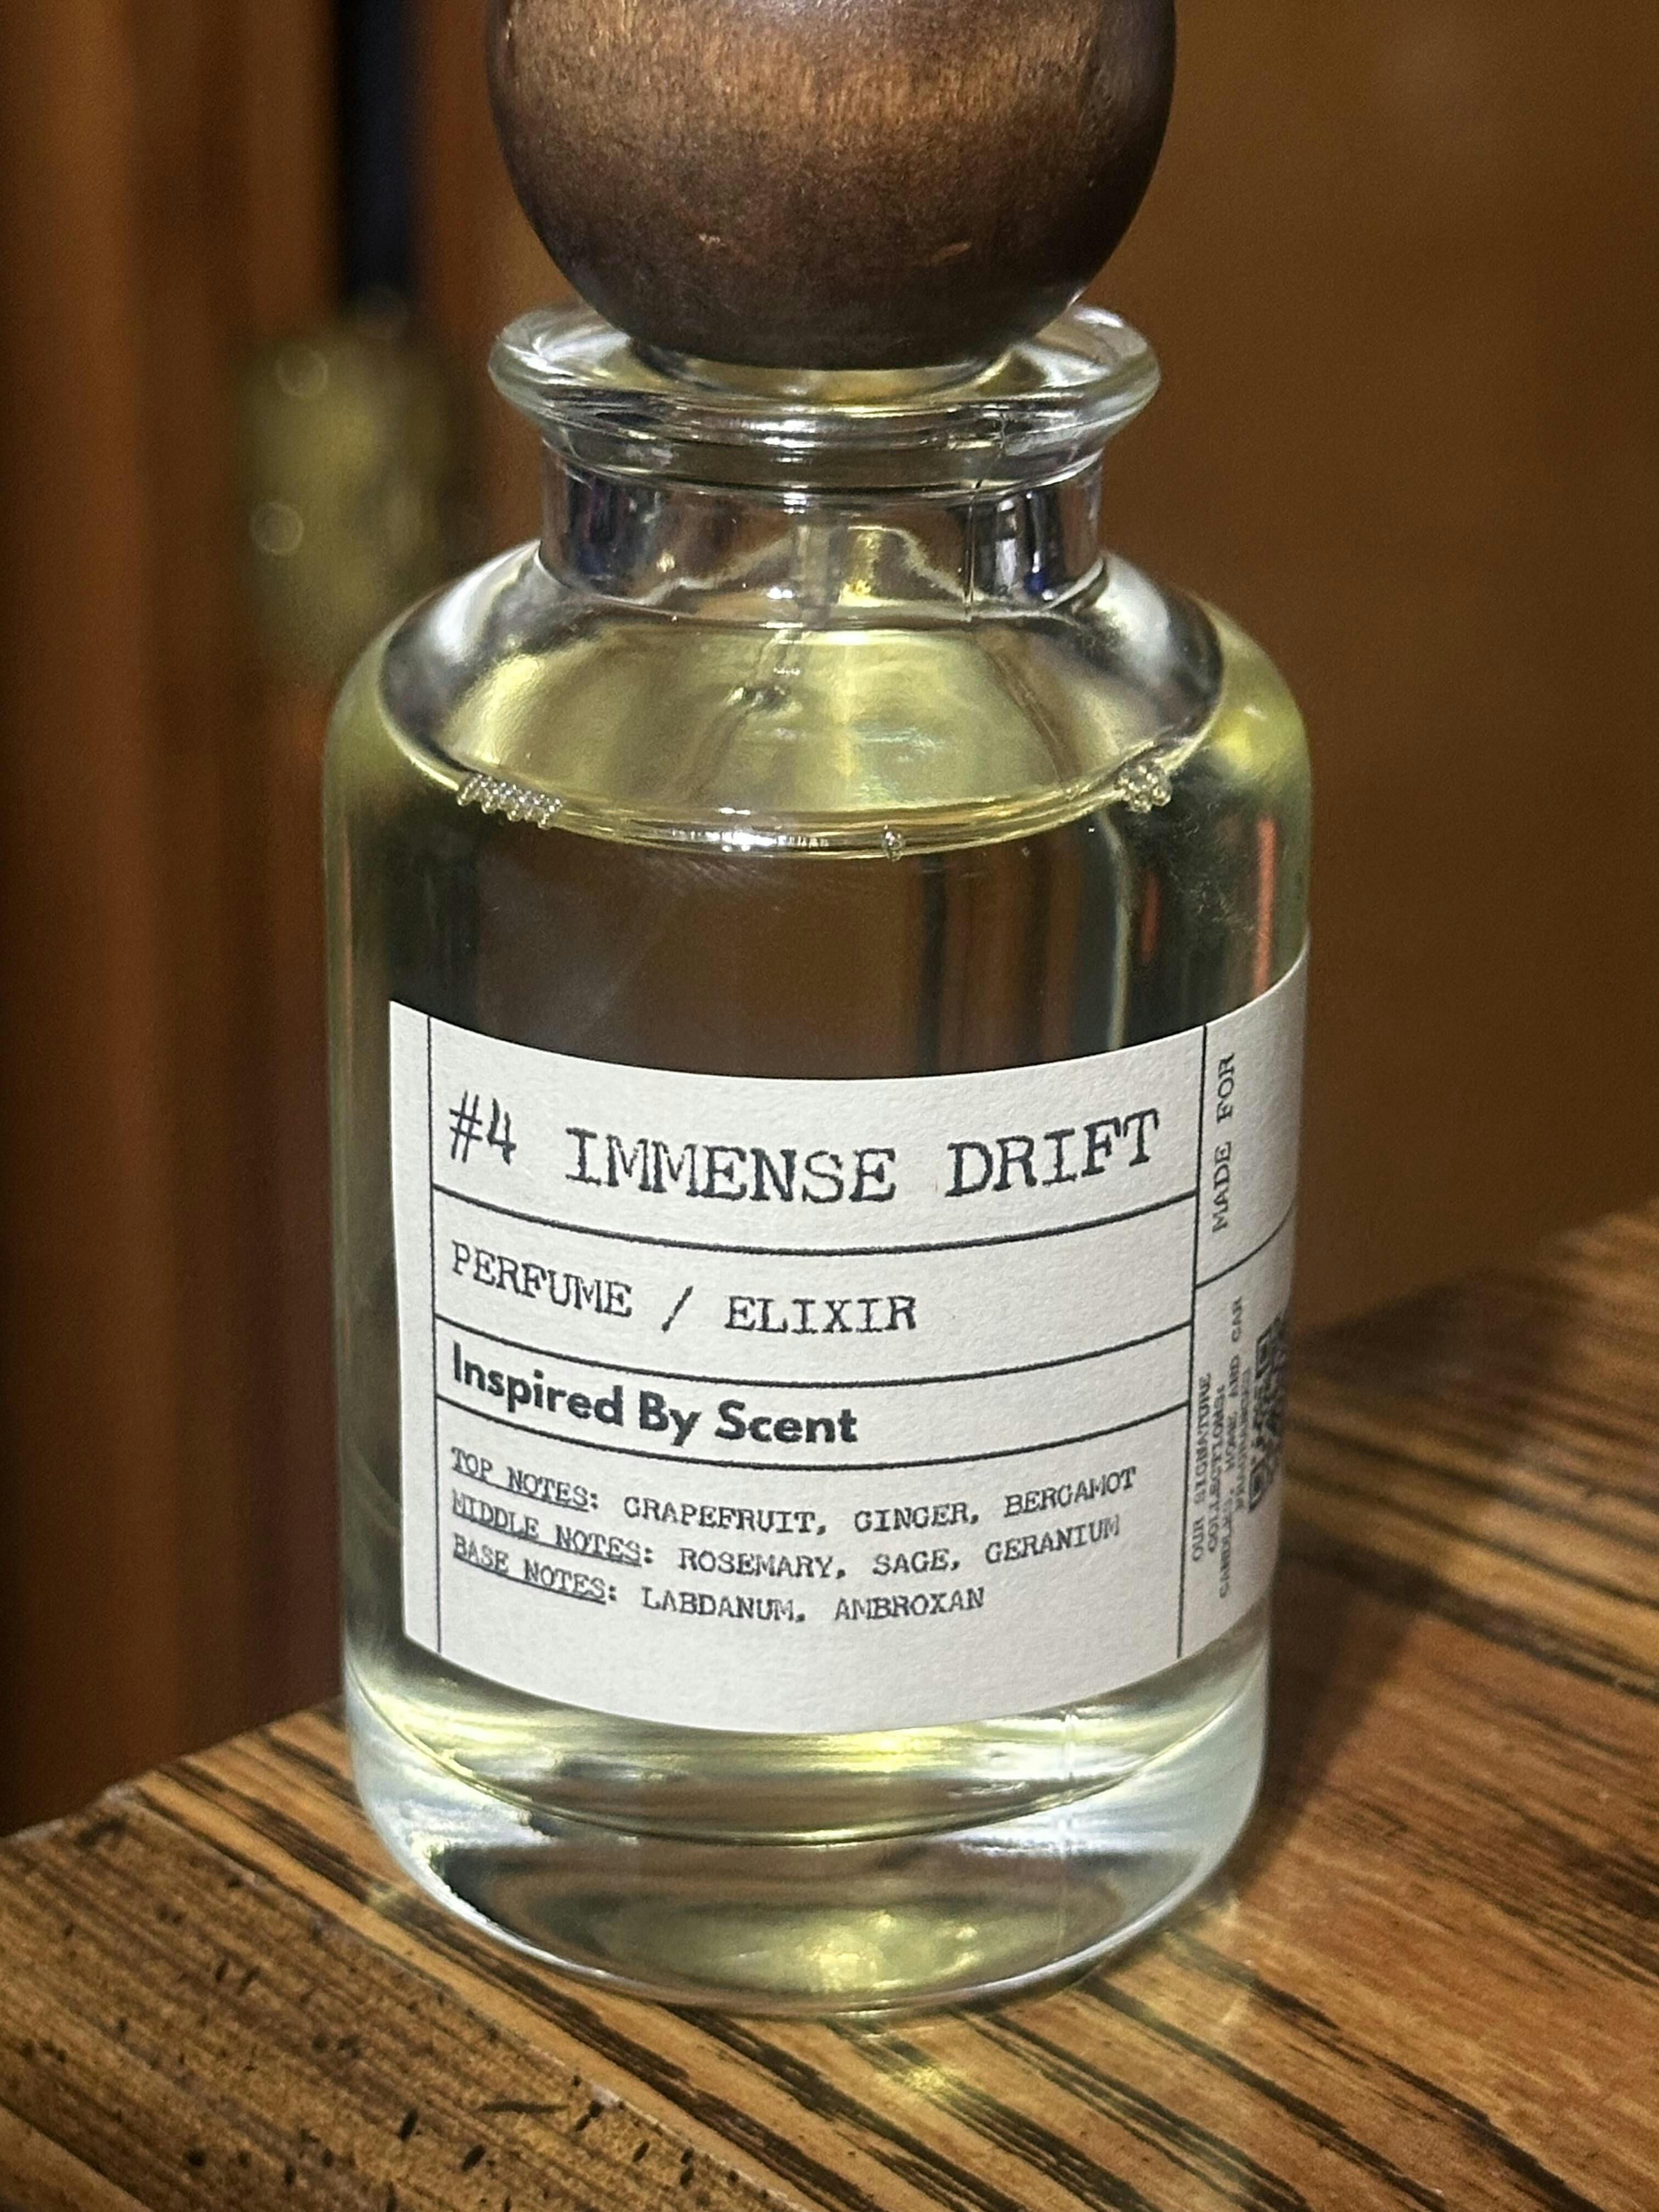 #4 IMMENSE DRIFT
PERFUME / ELIXIR
Inspired By Scent
TOP NOTES: GRAPEFRUIT, GINGER, BERGAMOT
MIDDLE NOTES: ROSEMARY, SAGE, GERANIUM
BASE NOTES: LABDANUM, AMBROXAN
MADE FOR
OUR SIGNATURE
COLLECTIONS:
CANDLES, HOME, AND CAR
FRAGRANCES